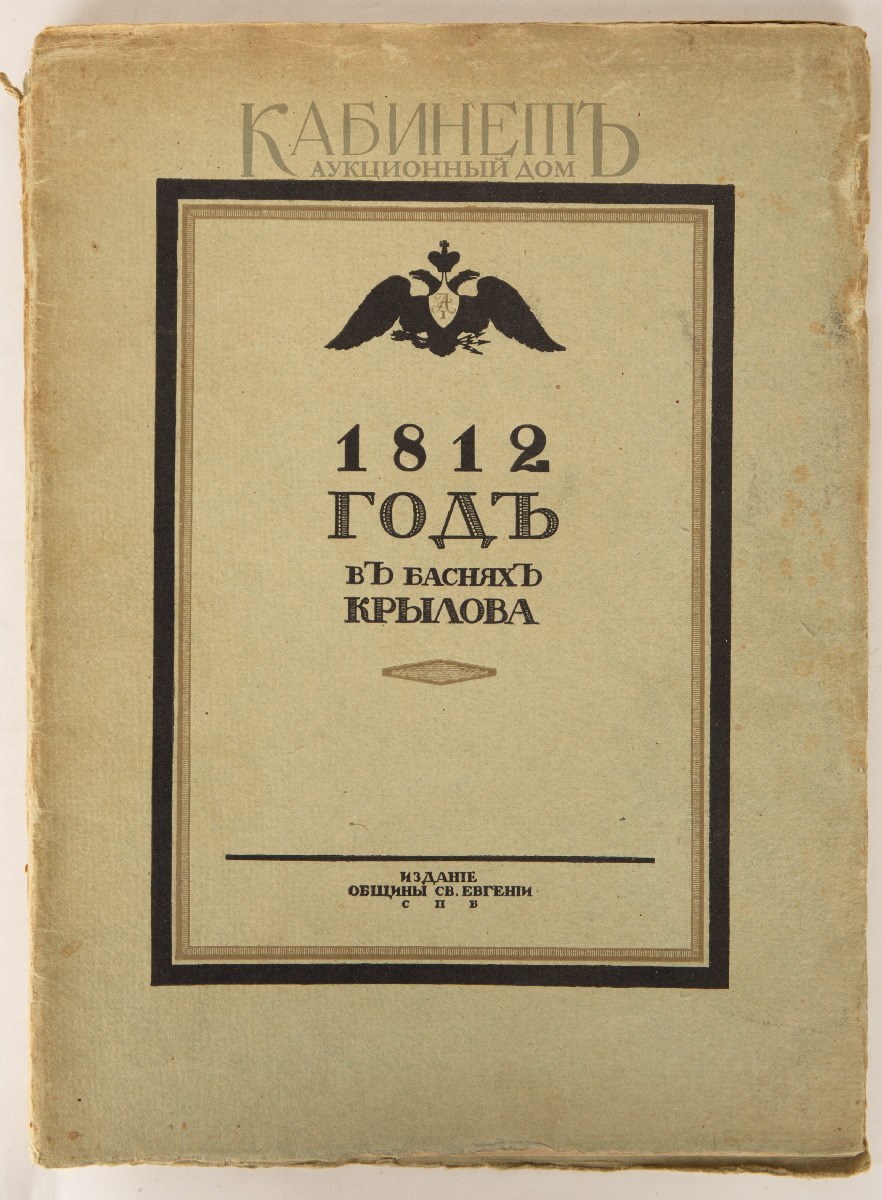 КАБИНЕТЪ
АУКЦИОННЫЙ ДОМ
А
I
1812
ГОДЪ
ВЪ БАСНЯХЪ
КРЫЛОВА
ИЗДАНІЕ
ОБЩИНЫ СВ. ЕВГЕНІИ
С П Б